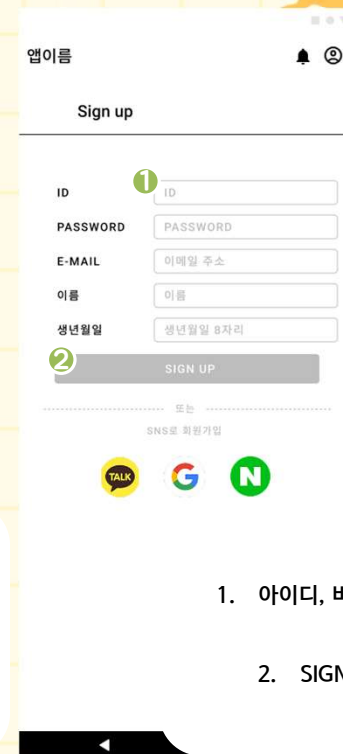 앱이름
Sign up
1
ID ID
PASSWORD PASSWORD
E-MAIL 이메일 주소
이름 이름
생년월일 생년월일 8자리
2 SIGN UP
또는
SNS로 회원가입
TALK G N
1. 아이디,
2. SIGN